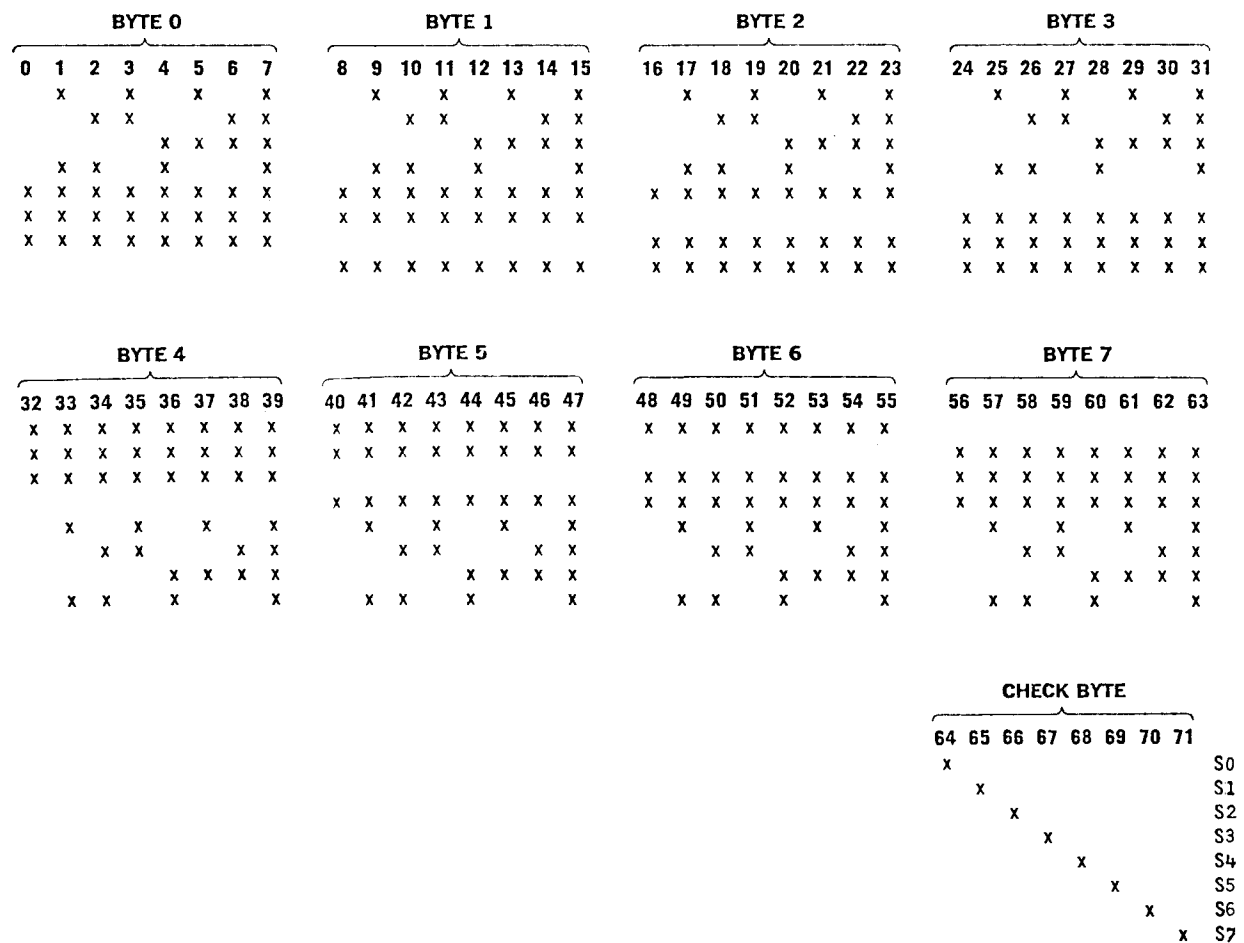 BYTE 0 BYTE 1 BYTE 2 BYTE 3
0 1 2 3 4 5 6 7 8 9 10 11 12 13 14 15 16 17 18 19 20 21 22 23 24 25 26 27 28 29 30 31
x x x x x x x x x x x x x x x x
x x x x x x x x x x x x x x x x
x x x x x x x x x x x x x x x x
x x x x x x x x x x x x x x x x
x x x x x x x x x x x x x x x x x x x x x x x x
x x x x x x x x x x x x x x x x x x x x x x x x
x x x x x x x x x x x x x x x x x x x x x x x x
x x x x x x x x x x x x x x x x x x x x x x x x
BYTE 4 BYTE 5 BYTE 6 BYTE 7
32 33 34 35 36 37 38 39 40 41 42 43 44 45 46 47 48 49 50 51 52 53 54 55 56 57 58 59 60 61 62 63
x x x x x x x x x x x x x x x x x x x x x x x x
x x x x x x x x x x x x x x x x x x x x x x x x
x x x x x x x x x x x x x x x x x x x x x x x x
x x x x x x x x x x x x x x x x x x x x x x x x
x x x x x x x x x x x x x x x x
x x x x x x x x x x x x x x x x
x x x x x x x x x x x x x x x x
x x x x x x x x x x x x x x x x
CHECK BYTE
64 65 66 67 68 69 70 71
x S0
x S1
x S2
x S3
x S4
x S5
x S6
x S7